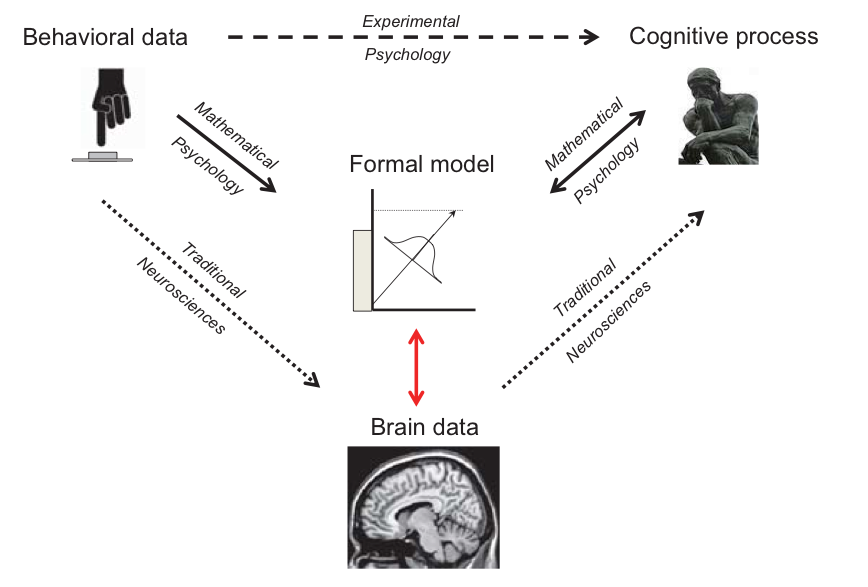 Experimental
Behavioral data
Cognitive process
Psychology
Mathematical
Psychology
Mathematical
Psychology
Formal model
Traditional
Neurosciences
Traditional
Neurosciences
Brain data